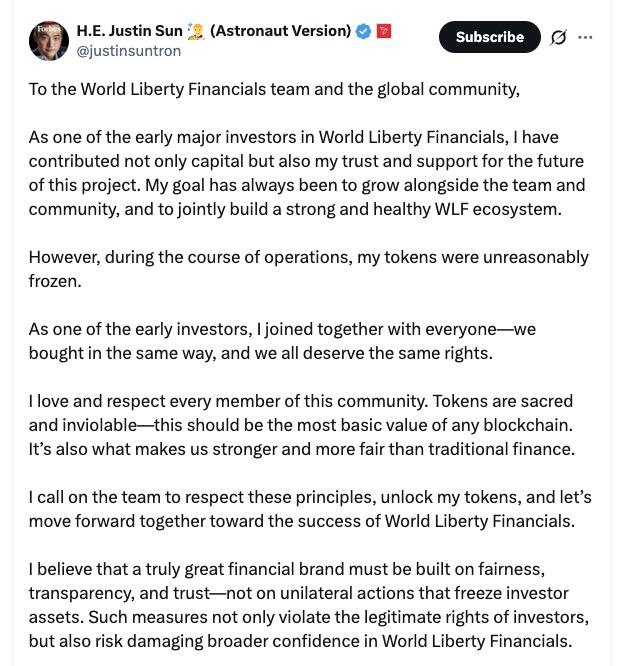 Forbes
H.E. Justin Sun 👨‍🚀 (Astronaut Version)
@justinsuntron
Subscribe
To the World Liberty Financials team and the global community,
As one of the early major investors in World Liberty Financials, I have
contributed not only capital but also my trust and support for the future
of this project. My goal has always been to grow alongside the team and
community, and to jointly build a strong and healthy WLF ecosystem.
However, during the course of operations, my tokens were unreasonably
frozen.
As one of the early investors, I joined together with everyone—we
bought in the same way, and we all deserve the same rights.
I love and respect every member of this community. Tokens are sacred
and inviolable—this should be the most basic value of any blockchain.
It’s also what makes us stronger and more fair than traditional finance.
I call on the team to respect these principles, unlock my tokens, and let’s
move forward together toward the success of World Liberty Financials.
I believe that a truly great financial brand must be built on fairness,
transparency, and trust—not on unilateral actions that freeze investor
assets. Such measures not only violate the legitimate rights of investors,
but also risk damaging broader confidence in World Liberty Financials.